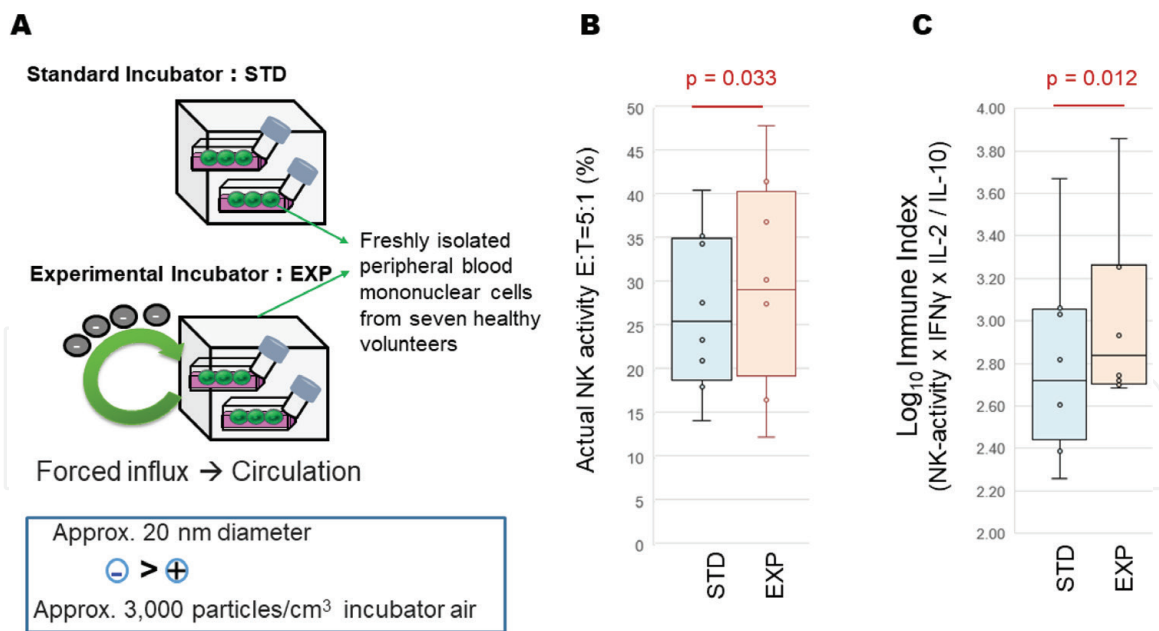 A
Standard Incubator : STD
Experimental Incubator : EXP
Freshly isolated
peripheral blood
mononuclear cells
from seven healthy
volunteers
- - - -
Forced influx → Circulation
Approx. 20 nm diameter
- > +
Approx. 3,000 particles/cm³ incubator air
B
p = 0.033
Actual NK activity E:T=5:1 (%)
50
45
40
35
30
25
20
15
10
5
0
STD
EXP
C
p = 0.012
Log₁₀ Immune Index
(NK-activity x IFNγ x IL-2 / IL-10)
4.00
3.80
3.60
3.40
3.20
3.00
2.80
2.60
2.40
2.20
2.00
STD
EXP